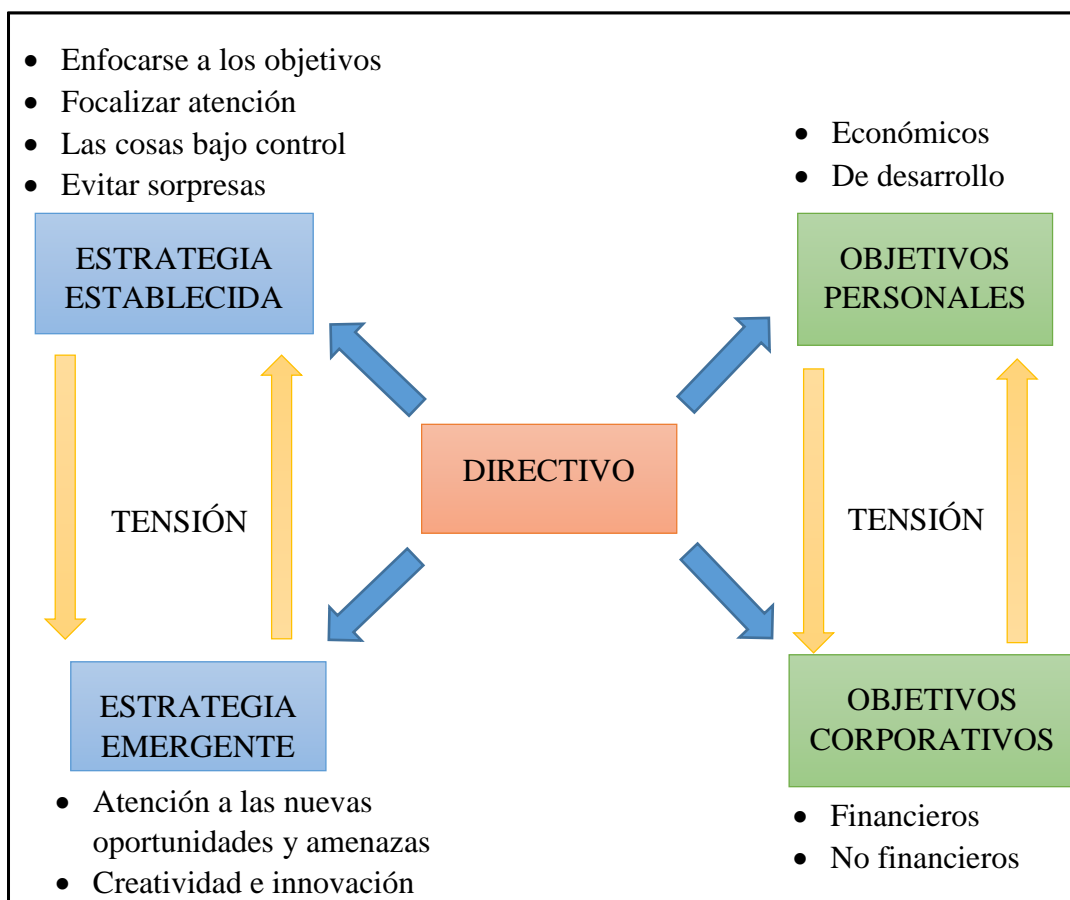 • Enfocarse a los objetivos
• Focalizar atención
• Las cosas bajo control
• Evitar sorpresas
• Económicos
• De desarrollo
ESTRATEGIA
ESTABLECIDA
OBJETIVOS
PERSONALES
DIRECTIVO
TENSIÓN
TENSIÓN
ESTRATEGIA
EMERGENTE
OBJETIVOS
CORPORATIVOS
• Atención a las nuevas
oportunidades y amenazas
• Creatividad e innovación
• Financieros
• No financieros